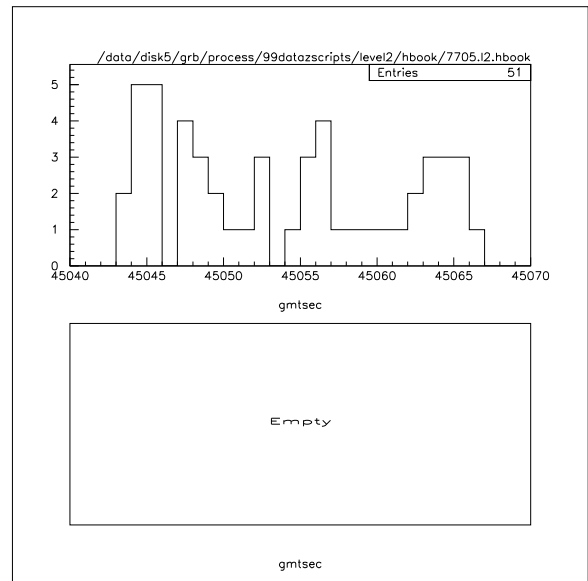 /data/disk5/grb/process/99datazscripts/level2/hbook/7705.l2.hbook
Entries 51
5
4
3
2
1
0
45040 45045 45050 45055 45060 45065 45070
gmtsec
Empty
gmtsec